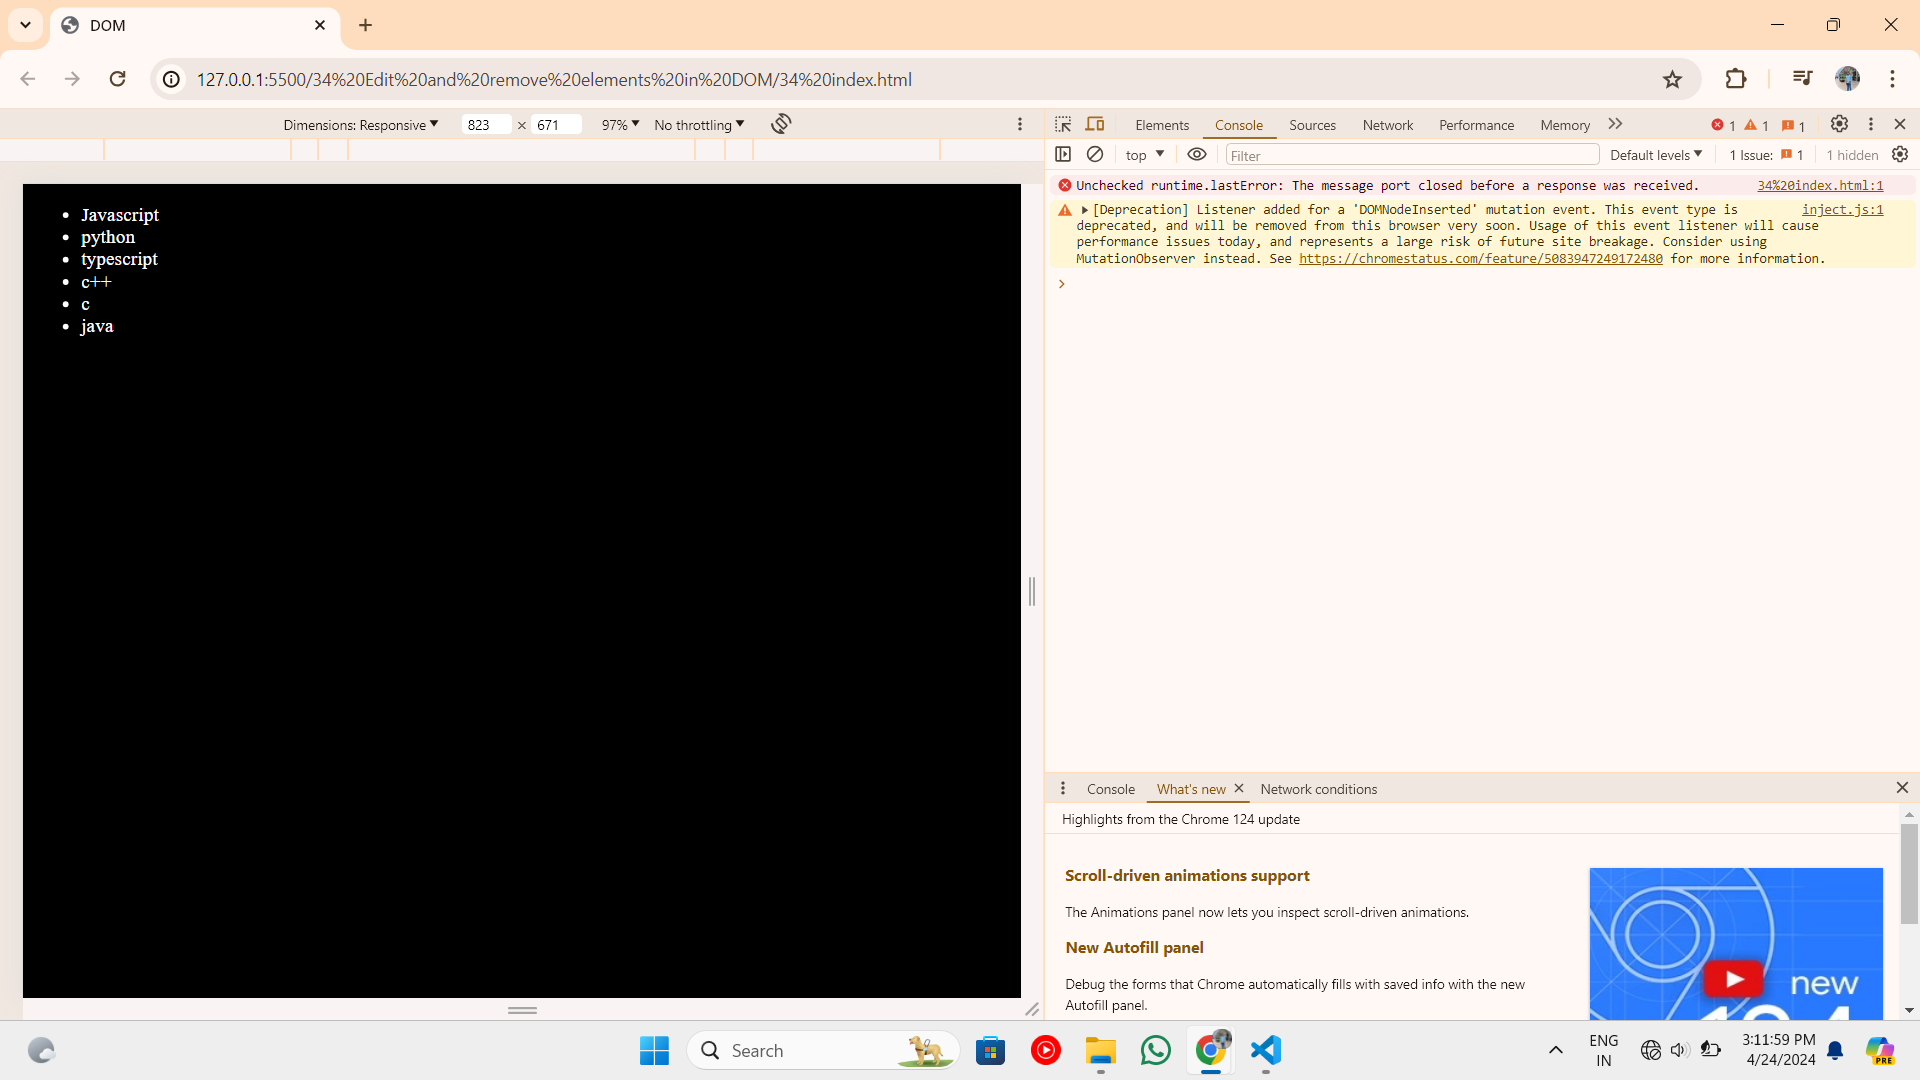 DOM
127.0.0.1:5500/34%20Edit%20and%20remove%20elements%20in%20DOM/34%20index.html
Dimensions: Responsive 823 × 671 97% No throttling
Javascript
python
typescript
c++
c
java
Elements Console Sources Network Performance Memory 1 1 1
top Filter Default levels 1 Issue: 1 1 hidden
Unchecked runtime.lastError: The message port closed before a response was received. 34%20index.html:1
[Deprecation] Listener added for a 'DOMNodeInserted' mutation event. This event type is inject.js:1
deprecated, and will be removed from this browser very soon. Usage of this event listener will cause
performance issues today, and represents a large risk of future site breakage. Consider using
MutationObserver instead. See https://chromestatus.com/feature/5083947249172480 for more information.
Console What's new Network conditions
Highlights from the Chrome 124 update
Scroll-driven animations support
The Animations panel now lets you inspect scroll-driven animations.
New Autofill panel
Debug the forms that Chrome automatically fills with saved info with the new
Autofill panel.
new
Search
ENG
IN
3:11:59 PM
4/24/2024
PRE